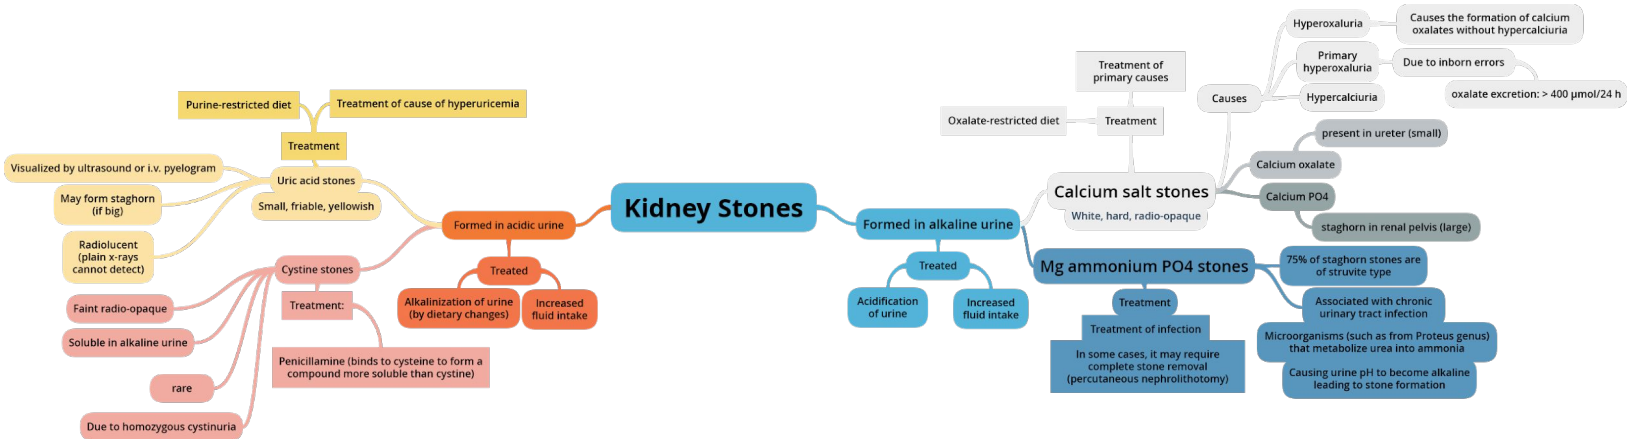 Kidney Stones
Formed in acidic urine
Treated
Alkalinization of urine
(by dietary changes)
Increased
fluid intake
Uric acid stones
Small, friable, yellowish
Treatment
Purine-restricted diet
Treatment of cause of hyperuricemia
Visualized by ultrasound or i.v. pyelogram
May form staghorn
(if big)
Radiolucent
(plain x-rays
cannot detect)
Cystine stones
Treatment:
Penicillamine (binds to cysteine to form a
compound more soluble than cystine)
Faint radio-opaque
Soluble in alkaline urine
rare
Due to homozygous cystinuria
Formed in alkaline urine
Treated
Acidification
of urine
Increased
fluid intake
Calcium salt stones
White, hard, radio-opaque
Treatment
Treatment of
primary causes
Oxalate-restricted diet
Causes
Hyperoxaluria
Causes the formation of calcium
oxalates without hypercalciuria
Primary
hyperoxaluria
Due to inborn errors
oxalate excretion: > 400 µmol/24 h
Hypercalciuria
Calcium oxalate
present in ureter (small)
Calcium PO4
staghorn in renal pelvis (large)
Mg ammonium PO4 stones
Treatment
Treatment of infection
In some cases, it may require
complete stone removal
(percutaneous nephrolithotomy)
75% of staghorn stones are
of struvite type
Associated with chronic
urinary tract infection
Microorganisms (such as from Proteus genus)
that metabolize urea into ammonia
Causing urine pH to become alkaline
leading to stone formation